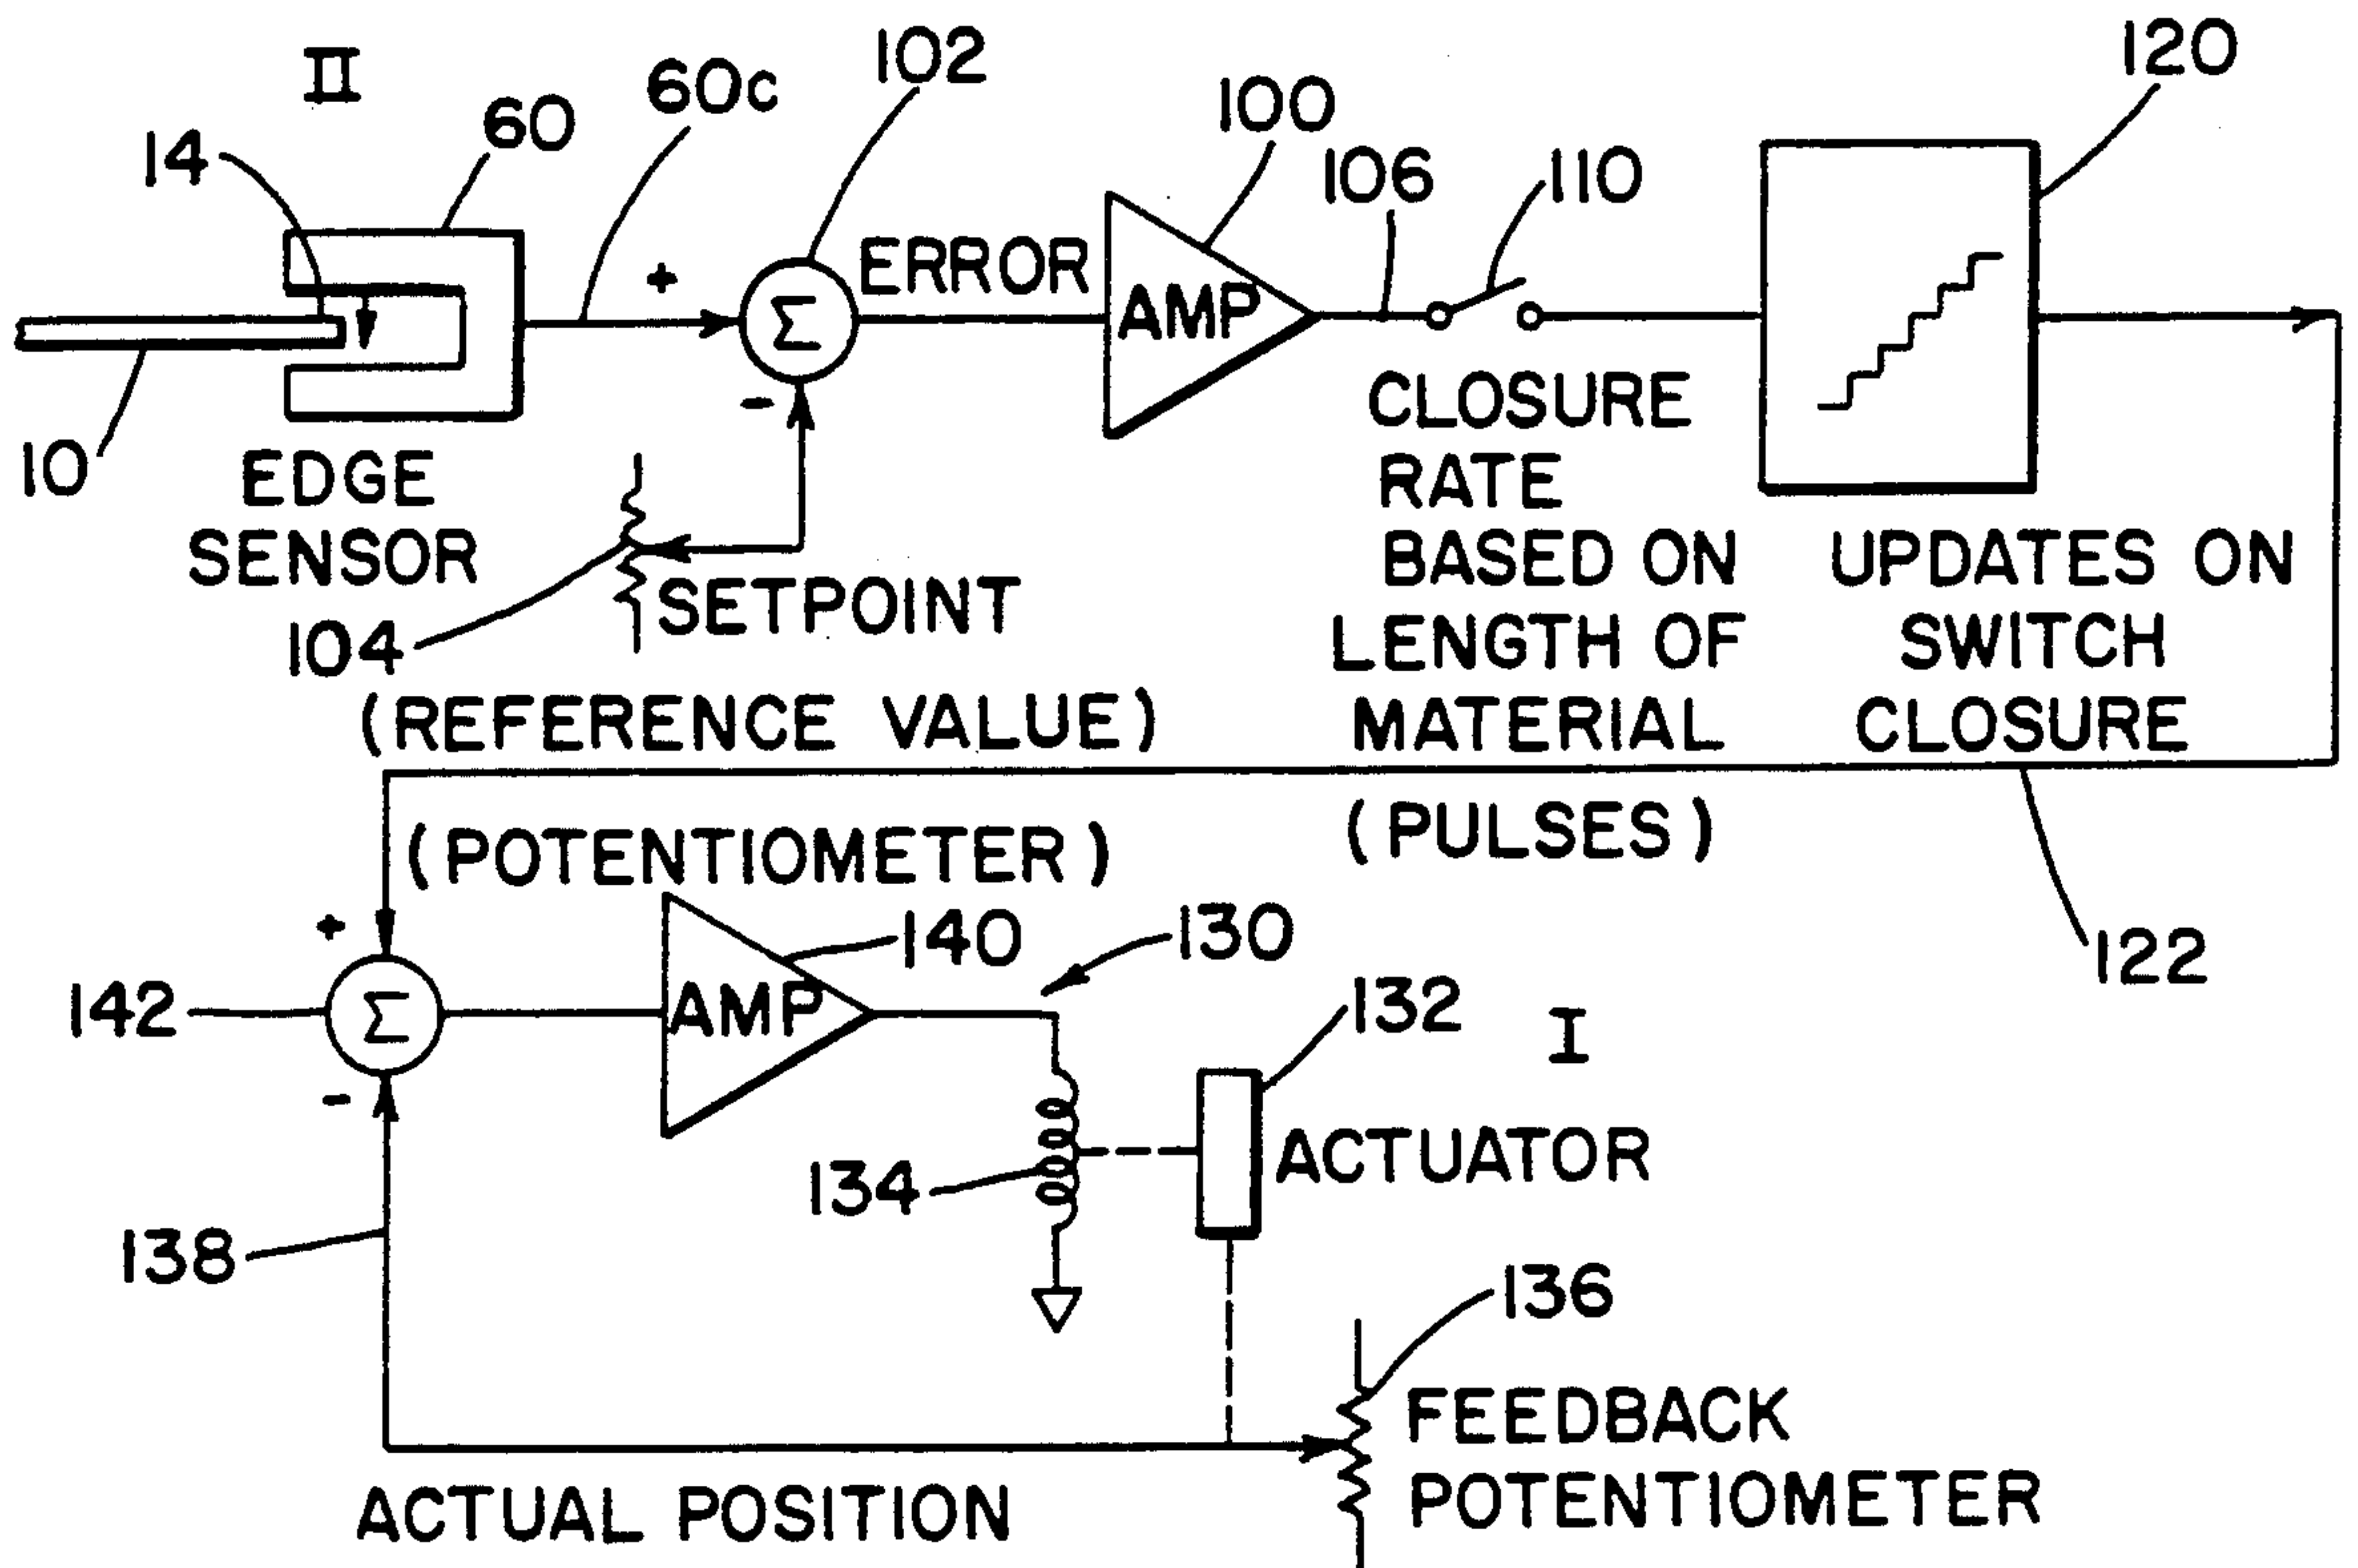 II
102
120
60c
100
60
14
106
110
+
ERROR
Σ
AMP
-
10
EDGE
SENSOR
104
SETPOINT
(REFERENCE VALUE)
(POTENTIOMETER)
CLOSURE
RATE
BASED ON
LENGTH OF
MATERIAL
(PULSES)
UPDATES ON
SWITCH
CLOSURE
122
+
142
Σ
-
AMP
140
130
132
I
134
ACTUATOR
138
136
FEEDBACK
POTENTIOMETER
ACTUAL POSITION